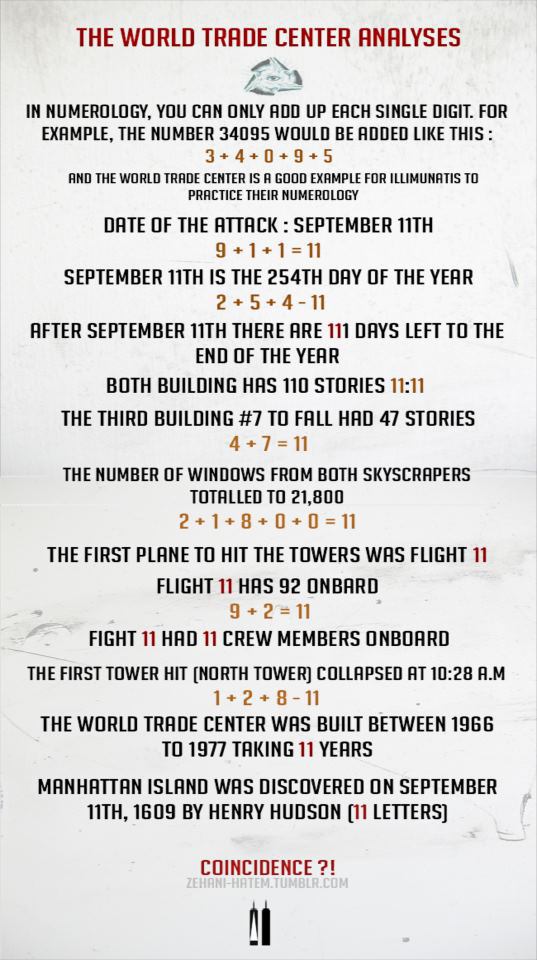 THE WORLD TRADE CENTER ANALYSES
IN NUMEROLOGY, YOU CAN ONLY ADD UP EACH SINGLE DIGIT. FOR
EXAMPLE, THE NUMBER 34095 WOULD BE ADDED LIKE THIS :
3 + 4 + 0 + 9 + 5
AND THE WORLD TRADE CENTER IS A GOOD EXAMPLE FOR ILLIMUNATIS TO
PRACTICE THEIR NUMEROLOGY
DATE OF THE ATTACK : SEPTEMBER 11TH
9 + 1 + 1 = 11
SEPTEMBER 11TH IS THE 254TH DAY OF THE YEAR
2 + 5 + 4 - 11
AFTER SEPTEMBER 11TH THERE ARE 111 DAYS LEFT TO THE
END OF THE YEAR
BOTH BUILDING HAS 110 STORIES 11:11
THE THIRD BUILDING #7 TO FALL HAD 47 STORIES
4 + 7 = 11
THE NUMBER OF WINDOWS FROM BOTH SKYSCRAPERS
TOTALLED TO 21,800
2 + 1 + 8 + 0 + 0 = 11
THE FIRST PLANE TO HIT THE TOWERS WAS FLIGHT 11
FLIGHT 11 HAS 92 ONBARD
9 + 2 = 11
FIGHT 11 HAD 11 CREW MEMBERS ONBOARD
THE FIRST TOWER HIT (NORTH TOWER) COLLAPSED AT 10:28 A.M
1 + 2 + 8 - 11
THE WORLD TRADE CENTER WAS BUILT BETWEEN 1966
TO 1977 TAKING 11 YEARS
MANHATTAN ISLAND WAS DISCOVERED ON SEPTEMBER
11TH, 1609 BY HENRY HUDSON (11 LETTERS)
COINCIDENCE ?!
ZEHANI-HATEM.TUMBLR.COM